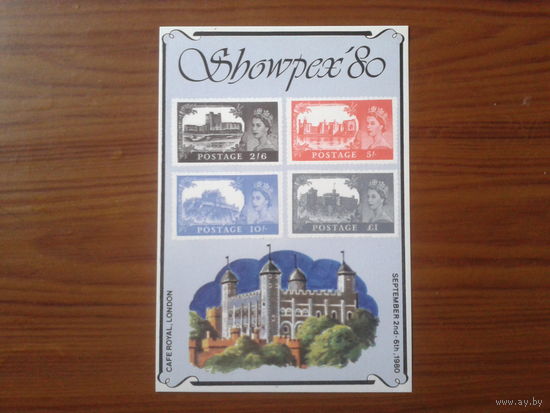 Showpex'80
POSTAGE 2/6
POSTAGE 5/-
POSTAGE 10/-
POSTAGE £1
CAFE ROYAL, LONDON
SEPTEMBER 2nd-6th, 1980
www.ay.by